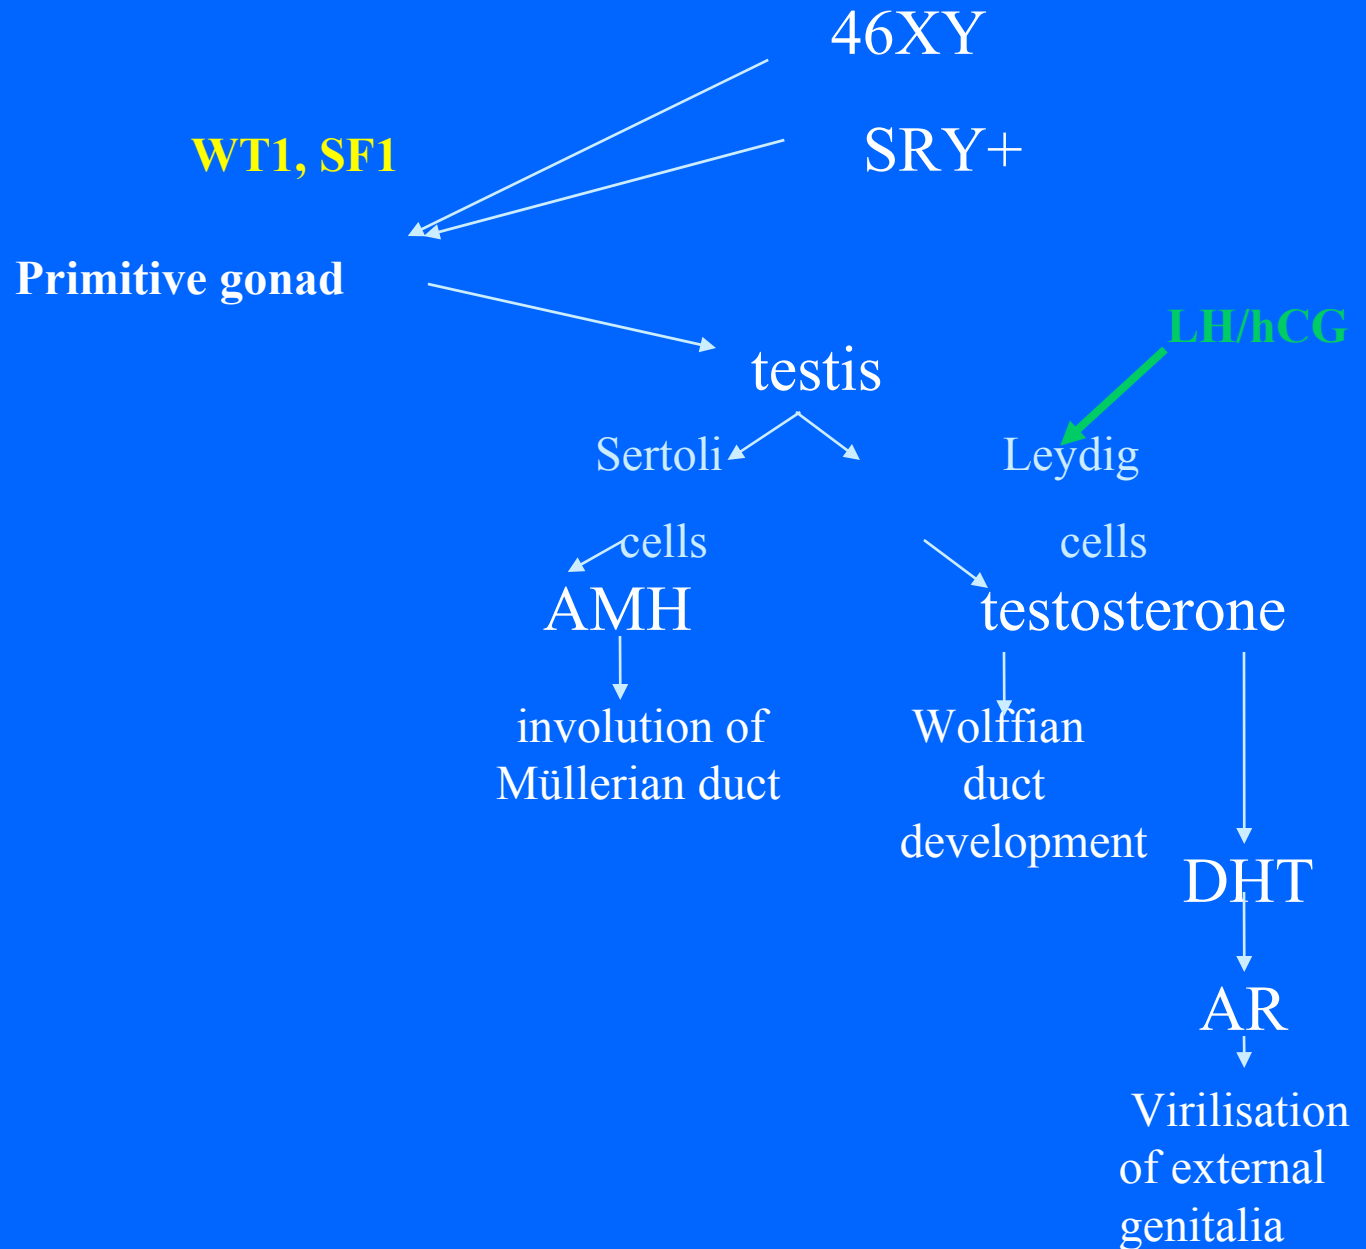 46XY
WT1, SF1
SRY+
Primitive gonad
LH/hCG
testis
Sertoli
Leydig
cells
cells
AMH
testosterone
involution of
Müllerian duct
Wolffian
duct
development
DHT
AR
Virilisation
of external
genitalia